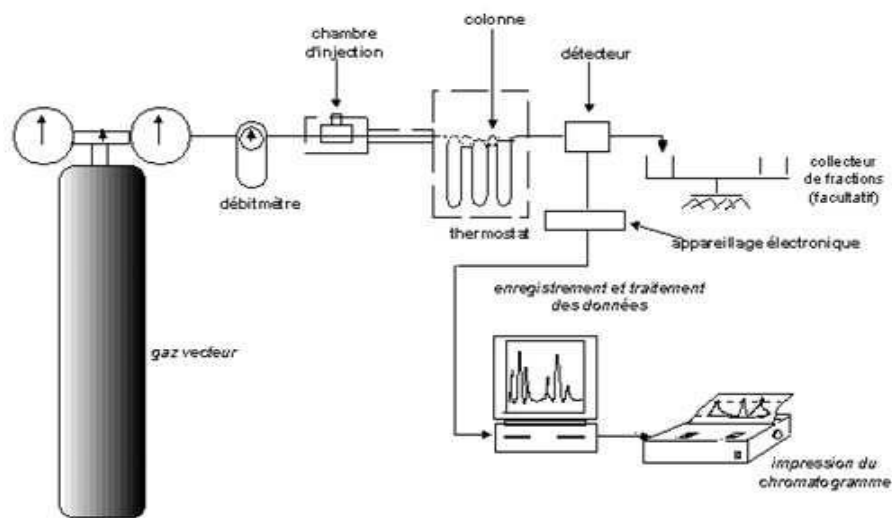 colonne
chambre
d'injection
détecteur
collecteur
de fractions
(facultatif)
débitmètre
thermostat
appareillage électronique
enregistrement et traitement
des données
gaz vecteur
impression du
chromatogramme